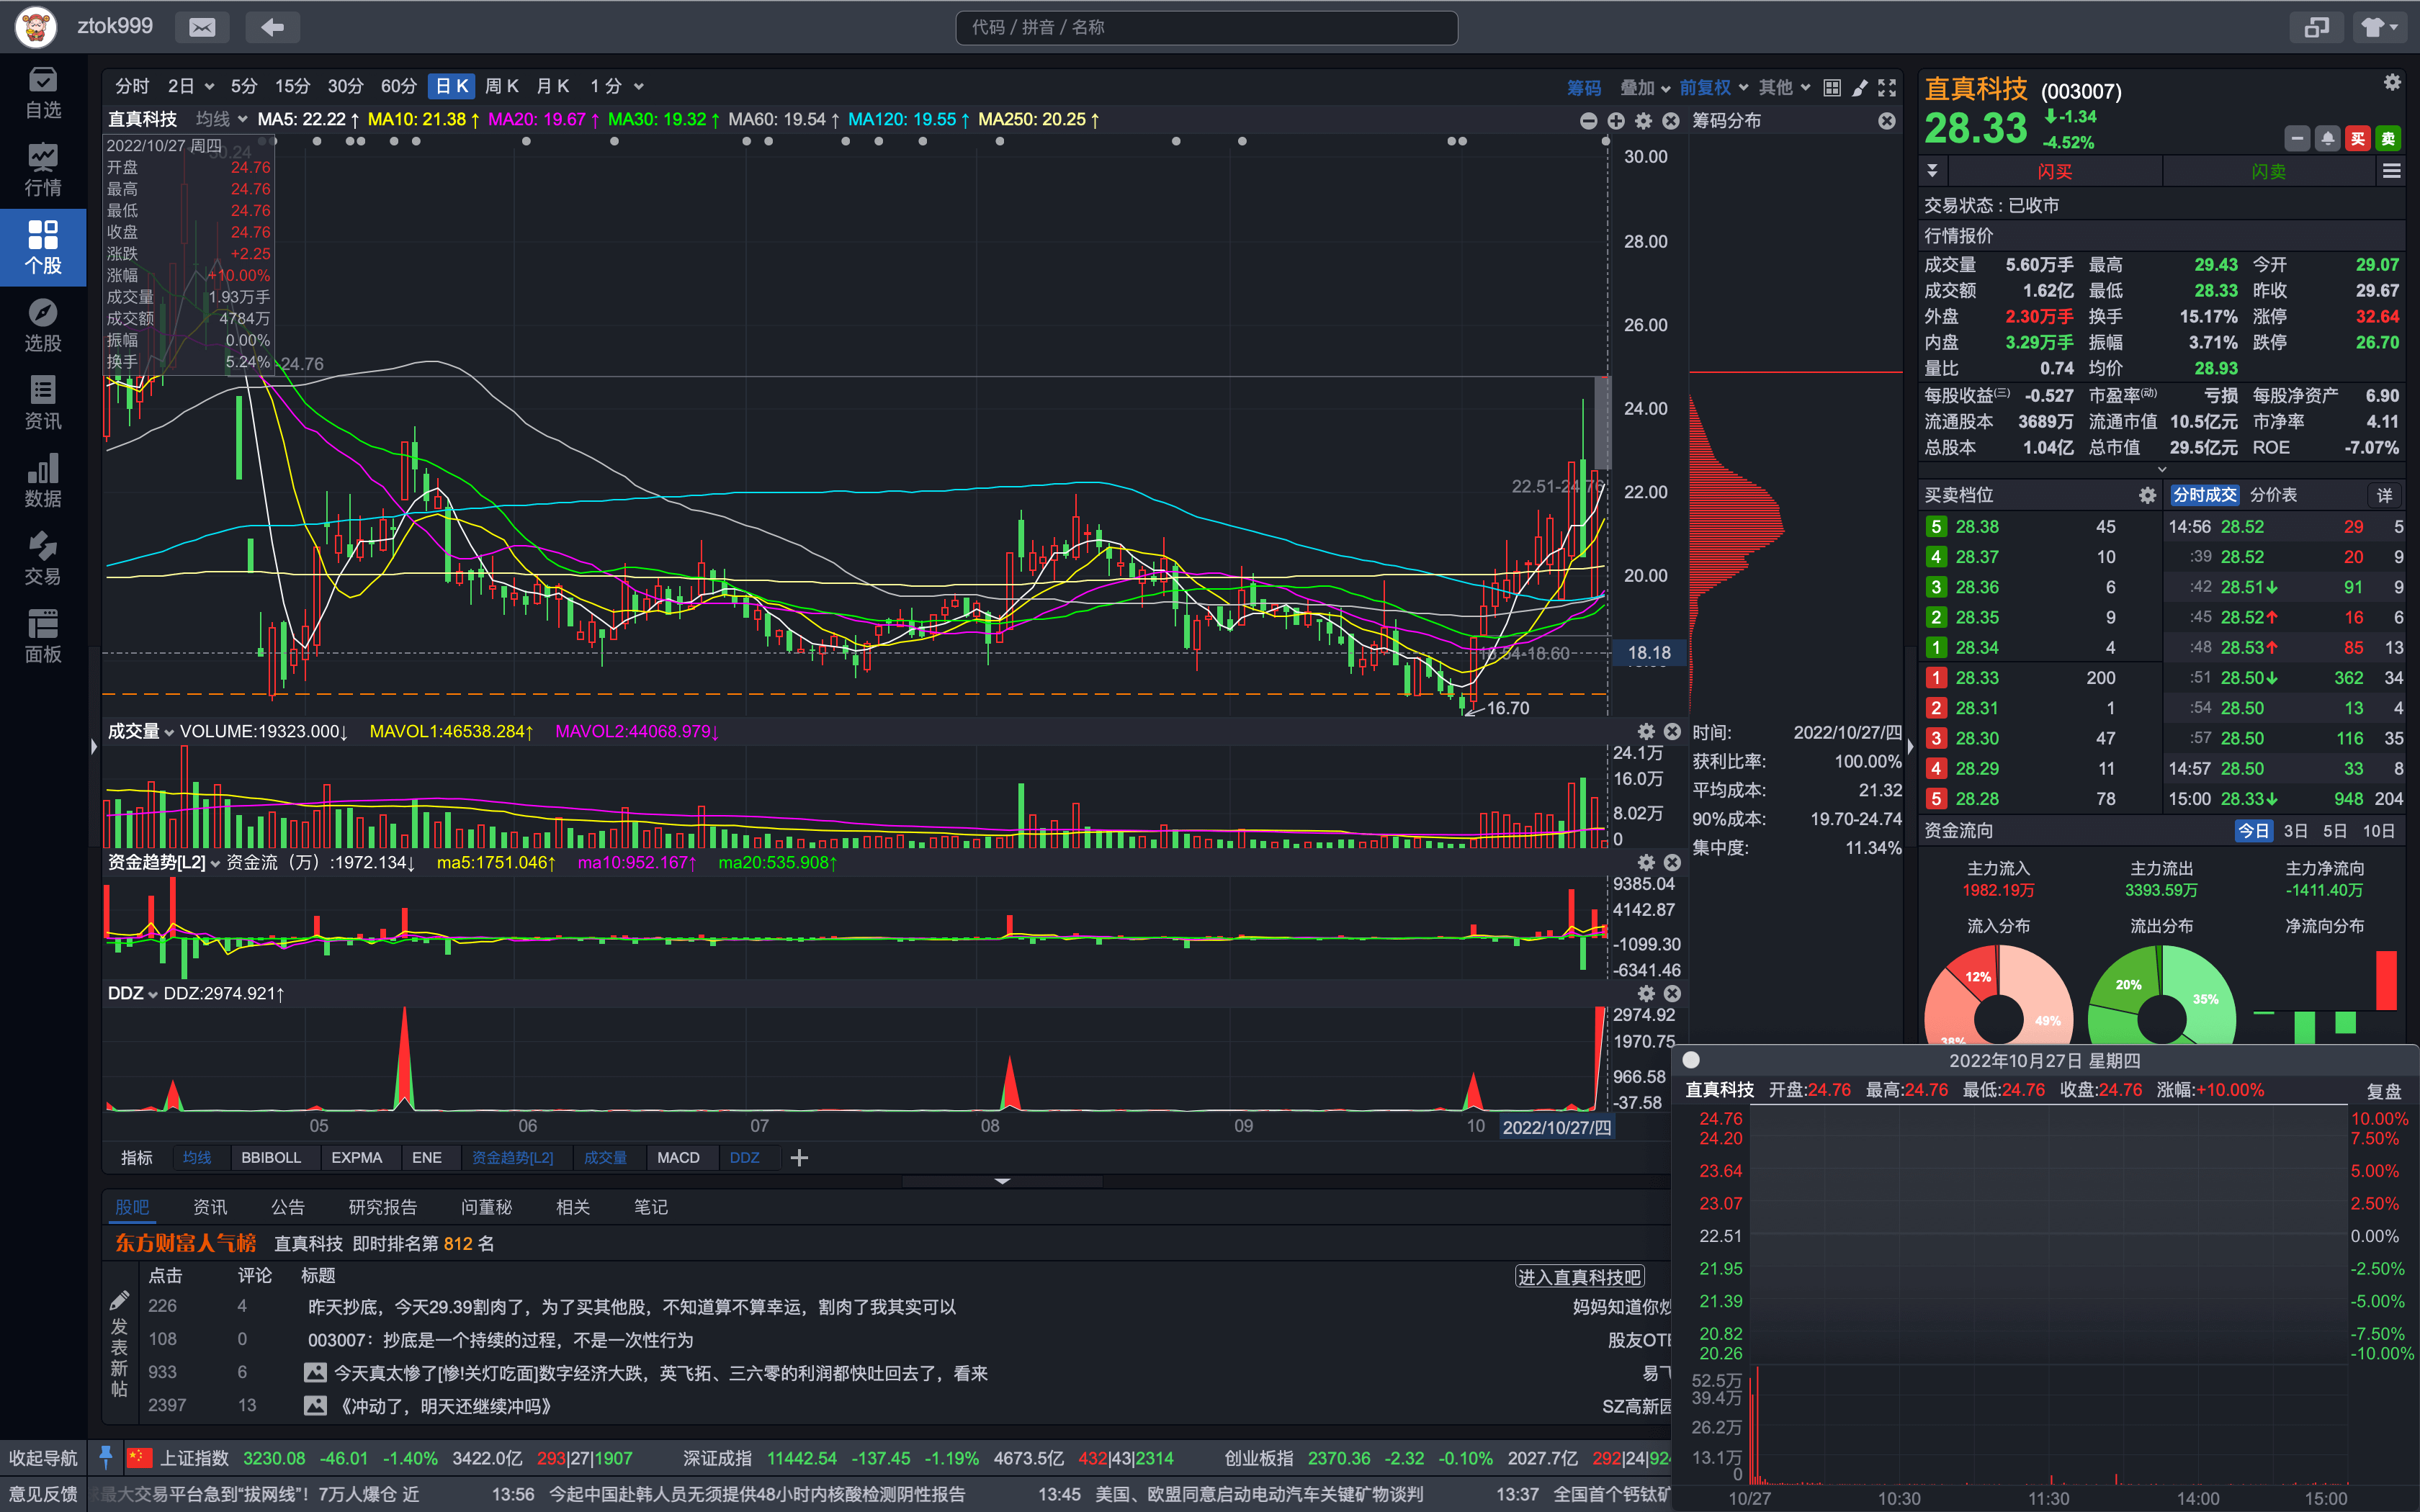 ztok999
代码 / 拼音 / 名称
自选
行情
个股
选股
资讯
数据
交易
面板
分时 2日 5分 15分 30分 60分 日K 周K 月K 1分
筹码 叠加 前复权 其他
直真科技 均线 MA5: 22.22↑ MA10: 21.38↑ MA20: 19.67↑ MA30: 19.32↑ MA60: 19.54↑ MA120: 19.55↑ MA250: 20.25↑
筹码分布
2022/10/27 周四
30.24
开盘 24.76
最高 24.76
最低 24.76
收盘 24.76
涨跌 +2.25
涨幅 +10.00%
成交量 1.93万手
成交额 4784万
振幅 0.00%
换手 5.24%
24.76
22.51-24.76
16.70
30.00
28.00
26.00
24.00
22.00
20.00
18.18
成交量 VOLUME:19323.000↓ MAVOL1:46538.284↑ MAVOL2:44068.979↓
24.1万
16.0万
8.02万
0
资金趋势[L2] 资金流（万）:1972.134↓ ma5:1751.046↑ ma10:952.167↑ ma20:535.908↑
9385.04
4142.87
-1099.30
-6341.46
DDZ DDZ:2974.921↑
2974.92
1970.75
966.58
-37.58
05 06 07 08 09 10 2022/10/27/四
指标 均线 BBIBOLL EXPMA ENE 资金趋势[L2] 成交量 MACD DDZ
时间: 2022/10/27/四
获利比率: 100.00%
平均成本: 21.32
90%成本: 19.70-24.74
集中度: 11.34%
直真科技 (003007)
28.33 -1.34
-4.52%
买 卖
闪买 闪卖
交易状态：已收市
行情报价
成交量 5.60万手 最高 29.43 今开 29.07
成交额 1.62亿 最低 28.33 昨收 29.67
外盘 2.30万手 换手 15.17% 涨停 32.64
内盘 3.29万手 振幅 3.71% 跌停 26.70
量比 0.74 均价 28.93
每股收益(三) -0.527 市盈率(动) 亏损 每股净资产 6.90
流通股本 3689万 流通市值 10.5亿元 市净率 4.11
总股本 1.04亿 总市值 29.5亿元 ROE -7.07%
买卖档位 分时成交 分价表 详
5 28.38 45 14:56 28.52 29 5
4 28.37 10 :39 28.52 20 9
3 28.36 6 :42 28.51↓ 91 9
2 28.35 9 :45 28.52↑ 16 6
1 28.34 4 :48 28.53↑ 85 13
1 28.33 200 :51 28.50↓ 362 34
2 28.31 1 :54 28.50 13 4
3 28.30 47 :57 28.50 116 35
4 28.29 11 14:57 28.50 33 8
5 28.28 78 15:00 28.33↓ 948 204
资金流向 今日 3日 5日 10日
主力流入 主力流出 主力净流向
1982.19万 3393.59万 -1411.40万
流入分布 流出分布 净流向分布
12% 49% 38% 20% 35%
股吧 资讯 公告 研究报告 问董秘 相关 笔记
东方财富人气榜 直真科技 即时排名第 812 名
点击 评论 标题 进入直真科技吧
发表新帖
226 4 昨天抄底，今天29.39割肉了，为了买其他股，不知道算不算幸运，割肉了我其实可以 妈妈知道你炒
108 0 003007：抄底是一个持续的过程，不是一次性行为 股友OTE
933 6 今天真太惨了[惨!关灯吃面]数字经济大跌，英飞拓、三六零的利润都快吐回去了，看来 易飞
2397 13 《冲动了，明天还继续冲吗》 SZ高新园
2022年10月27日 星期四
直真科技 开盘:24.76 最高:24.76 最低:24.76 收盘:24.76 涨幅:+10.00% 复盘
24.76 10.00%
24.20 7.50%
23.64 5.00%
23.07 2.50%
22.51 0.00%
21.95 -2.50%
21.39 -5.00%
20.82 -7.50%
20.26 -10.00%
52.5万
39.4万
26.2万
13.1万
0
10/27 10:30 11:30 14:00 15:00
收起导航 上证指数 3230.08 -46.01 -1.40% 3422.0亿 293|27|1907 深证成指 11442.54 -137.45 -1.19% 4673.5亿 432|43|2314 创业板指 2370.36 -2.32 -0.10% 2027.7亿 292|24|924
意见反馈 最大交易平台急到“拔网线”！7万人爆仓 近 13:56 今起中国赴韩人员无须提供48小时内核酸检测阴性报告 13:45 美国、欧盟同意启动电动汽车关键矿物谈判 13:37 全国首个钙钛矿